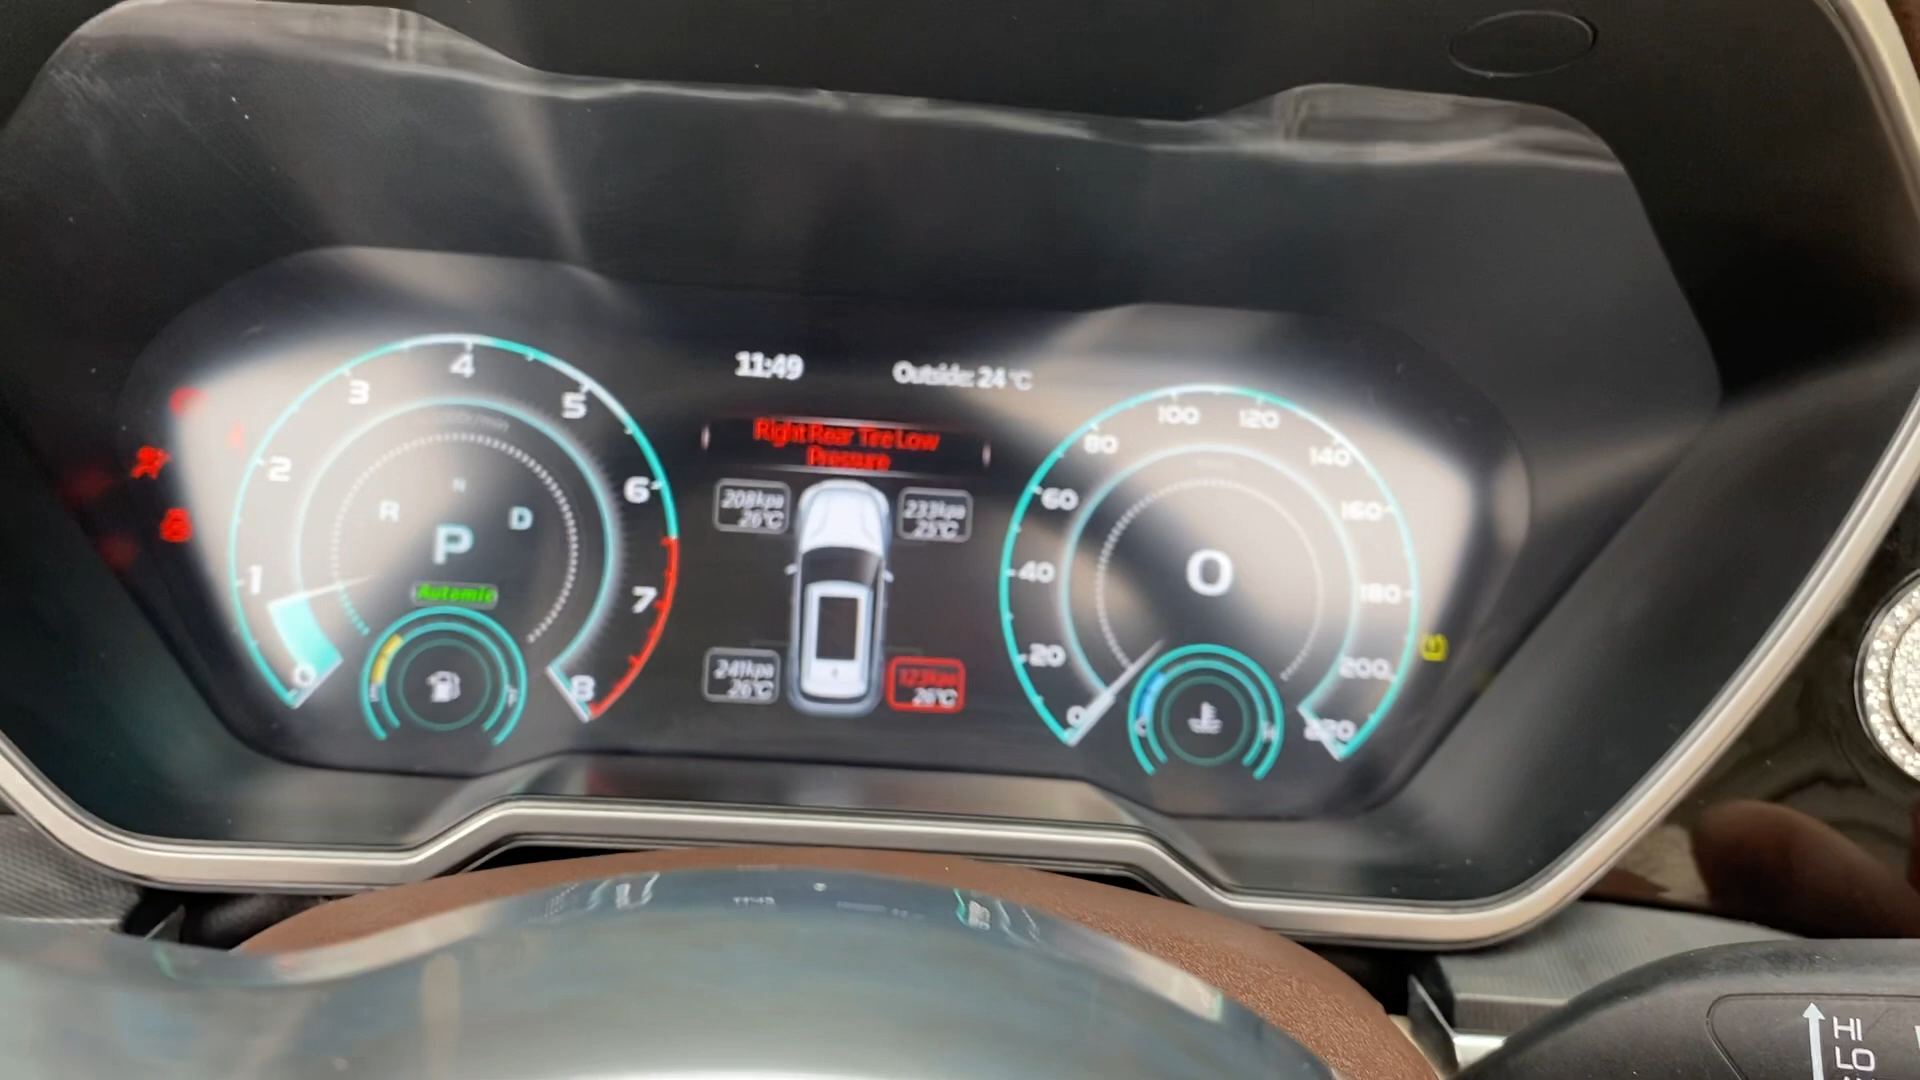 11:49
Outside: 24°C
Right Rear Tire Low
Pressure
208kpa
26°C
233kpa
25°C
241kpa
26°C
123kpa
26°C
0
1
2
3
4
5
6
7
8
N
R
P
D
Automic
0
20
40
60
80
100
120
140
160
180
200
220
0
HI
LO